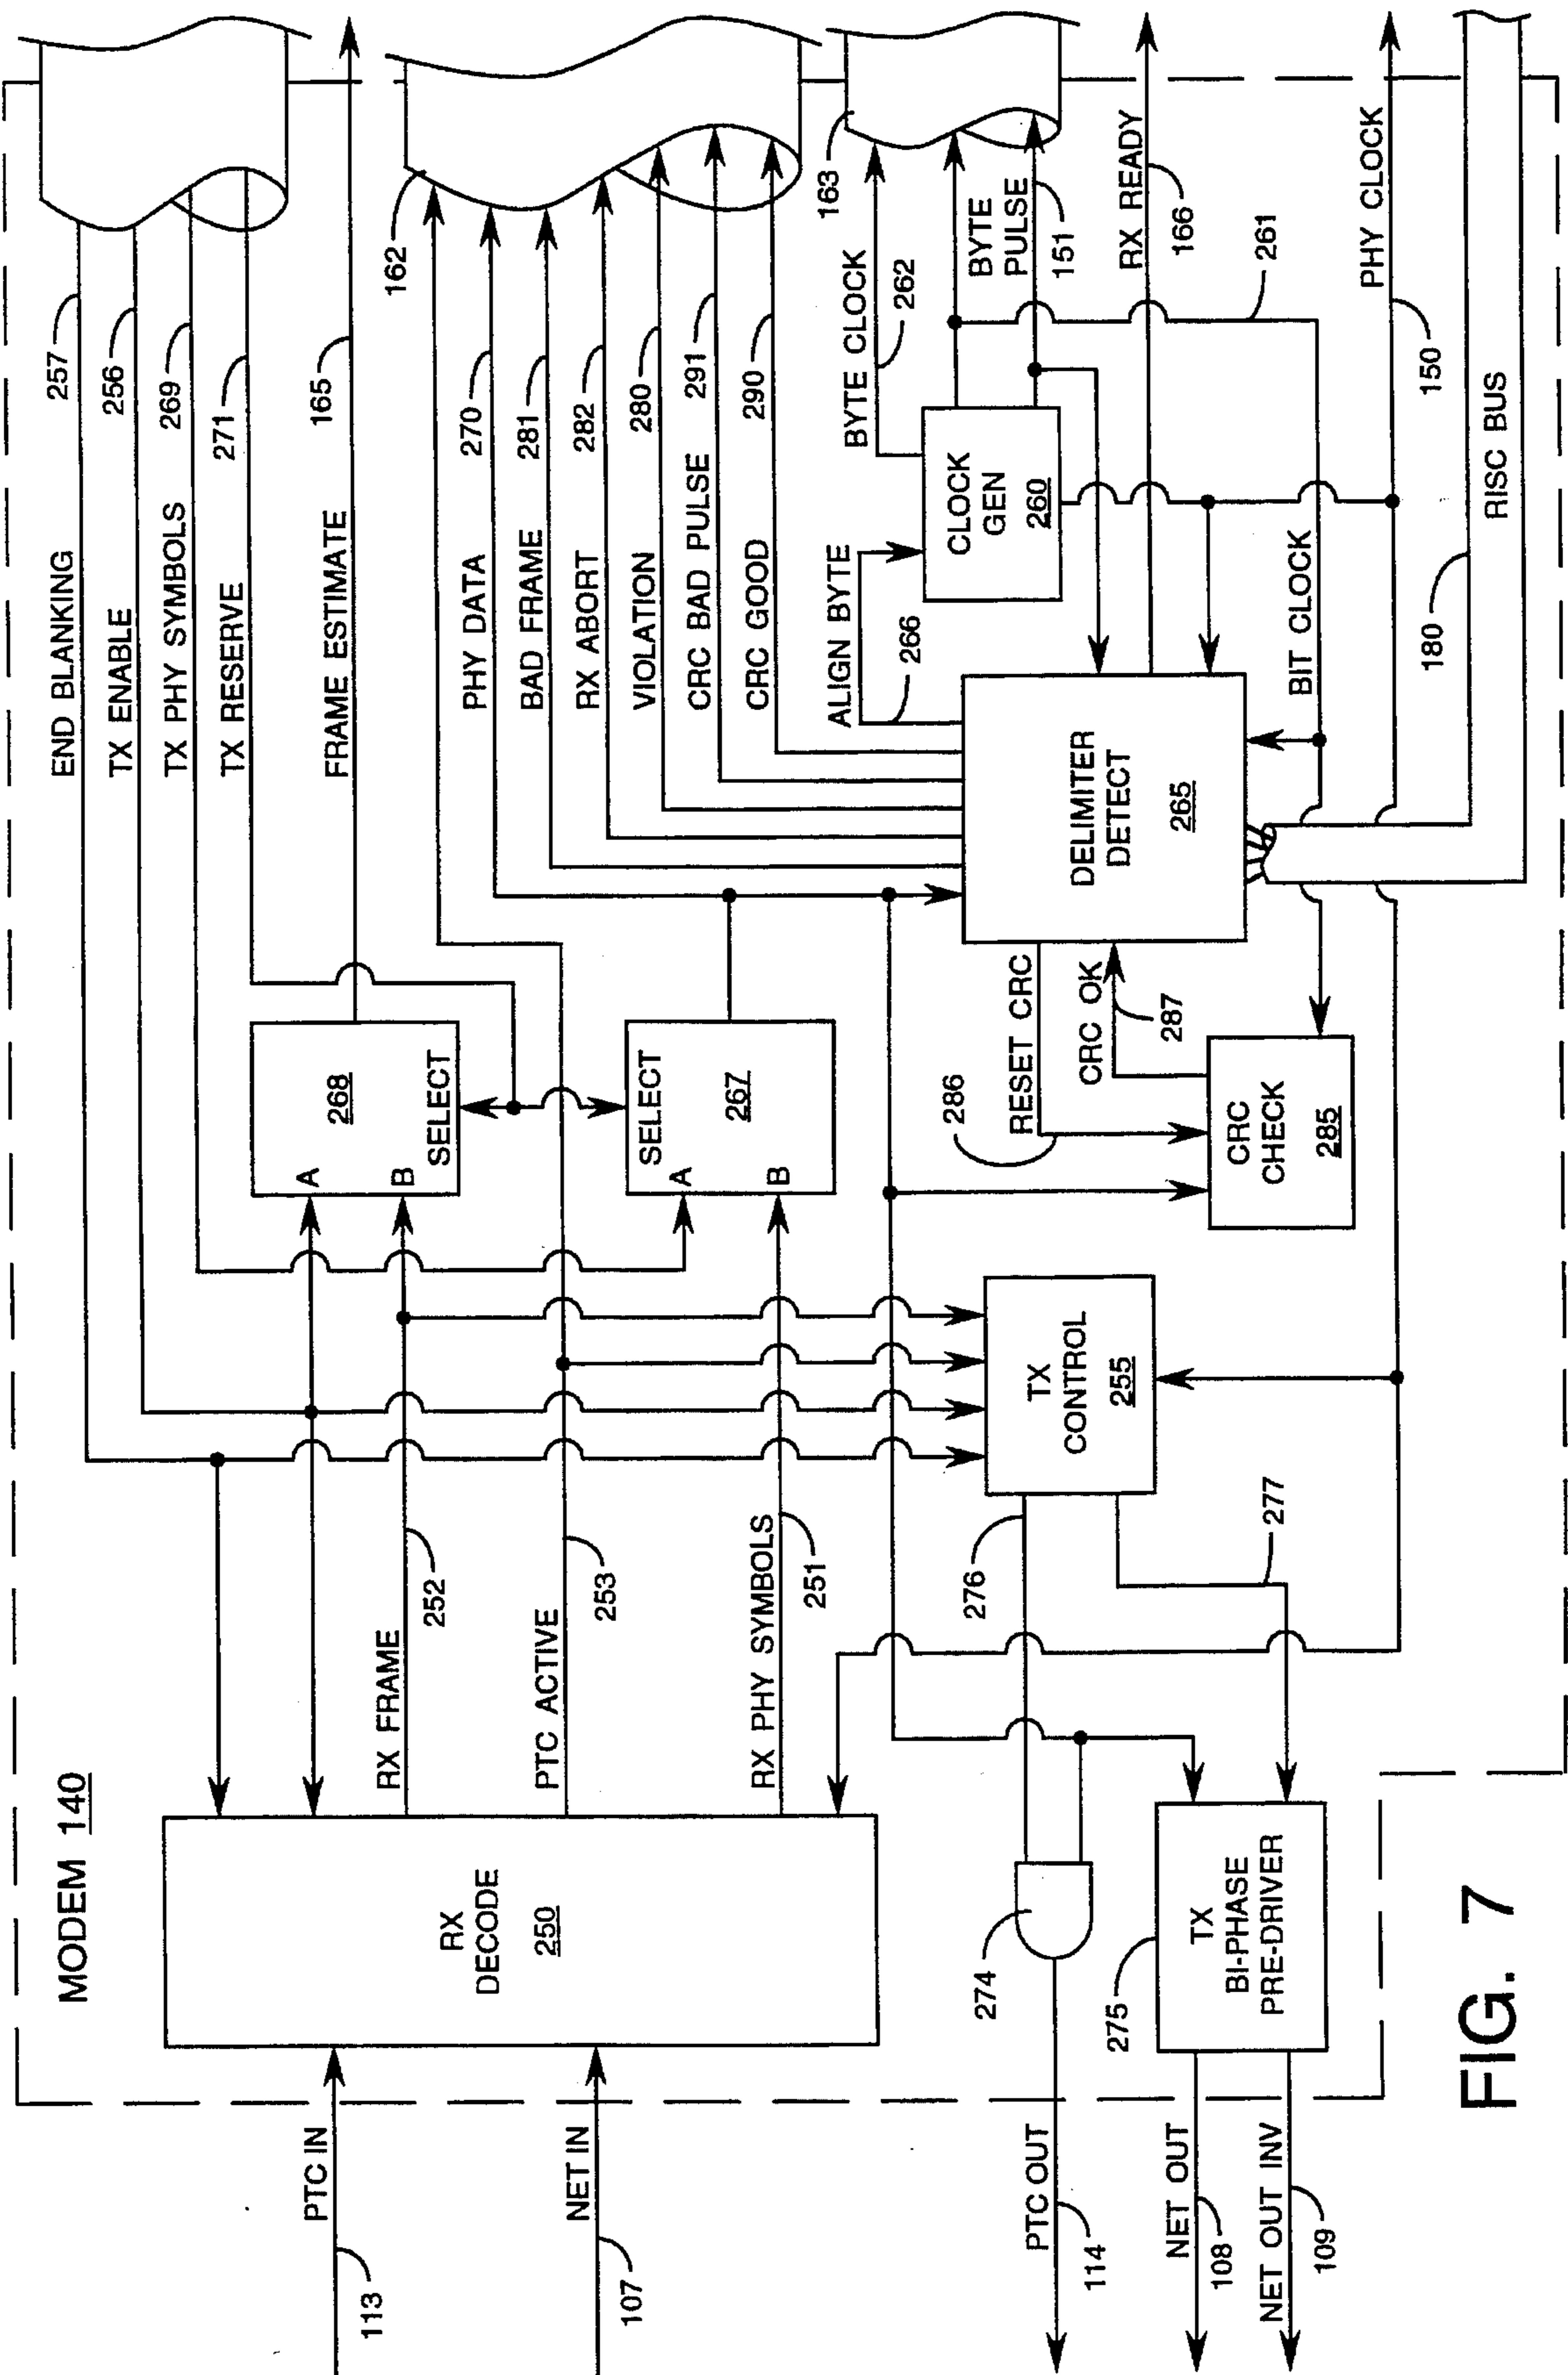 MODEM 140
END BLANKING
257
TX ENABLE
256
TX PHY SYMBOLS
269
TX RESERVE
271
FRAME ESTIMATE
165
162
PHY DATA
270
BAD FRAME
281
RX ABORT
282
VIOLATION
280
CRC BAD PULSE
291
CRC GOOD
290
163
BYTE CLOCK
262
BYTE
PULSE
151
RX READY
166
261
PHY CLOCK
150
RISC BUS
180
BIT CLOCK
ALIGN BYTE
266
CLOCK
GEN
260
DELIMITER
DETECT
265
A
268
B
SELECT
SELECT
A
267
B
RESET CRC
286
CRC OK
287
CRC
CHECK
285
TX
CONTROL
255
276
277
RX FRAME
252
PTC ACTIVE
253
RX PHY SYMBOLS
251
RX
DECODE
250
274
275
TX
BI-PHASE
PRE-DRIVER
PTC IN
113
NET IN
107
PTC OUT
114
NET OUT
108
NET OUT INV
109
FIG. 7